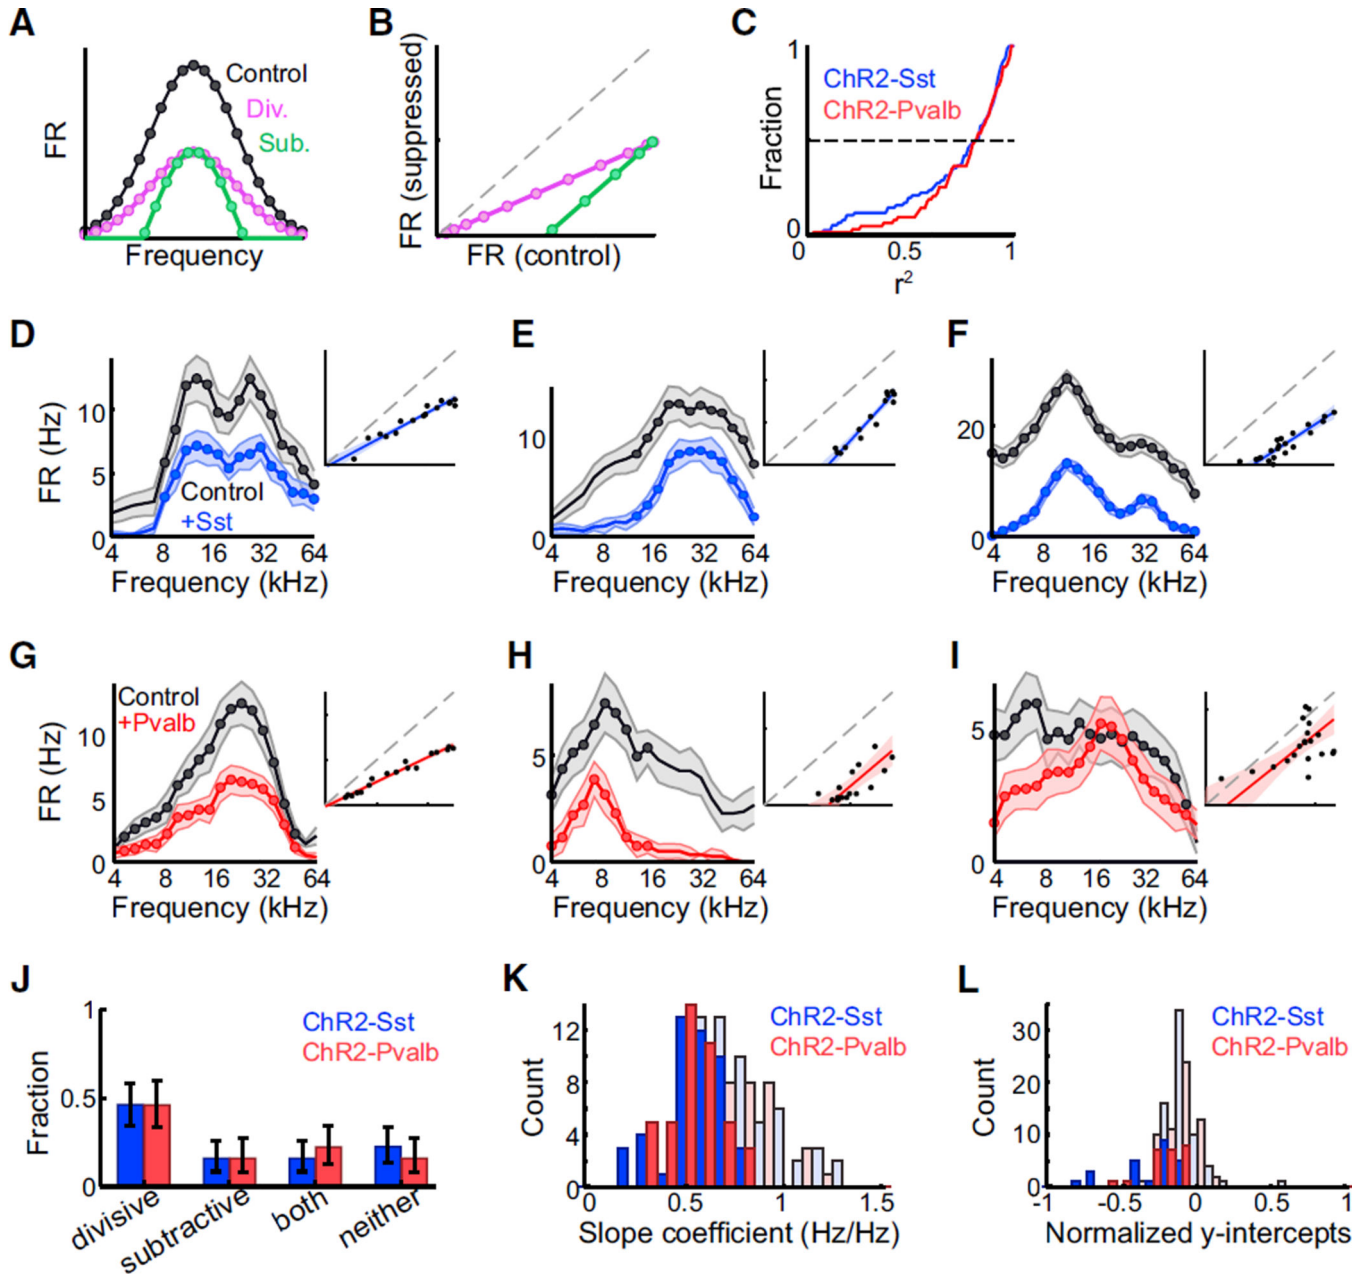 A
FR
Control
Div.
Sub.
Frequency
B
FR (suppressed)
FR (control)
C
Fraction
1
0
ChR2-Sst
ChR2-Pvalb
0 0.5 1
r²
D
FR (Hz)
10
5
0
Control
+Sst
4 8 16 32 64
Frequency (kHz)
E
10
0
4 8 16 32 64
Frequency (kHz)
F
20
0
4 8 16 32 64
Frequency (kHz)
G
FR (Hz)
10
5
0
Control
+Pvalb
4 8 16 32 64
Frequency (kHz)
H
5
0
4 8 16 32 64
Frequency (kHz)
I
5
0
4 8 16 32 64
Frequency (kHz)
J
Fraction
1
0.5
0
ChR2-Sst
ChR2-Pvalb
divisive
subtractive
both
neither
K
Count
12
8
4
0
ChR2-Sst
ChR2-Pvalb
0 0.5 1 1.5
Slope coefficient (Hz/Hz)
L
Count
30
20
10
0
ChR2-Sst
ChR2-Pvalb
-1 -0.5 0 0.5 1
Normalized y-intercepts